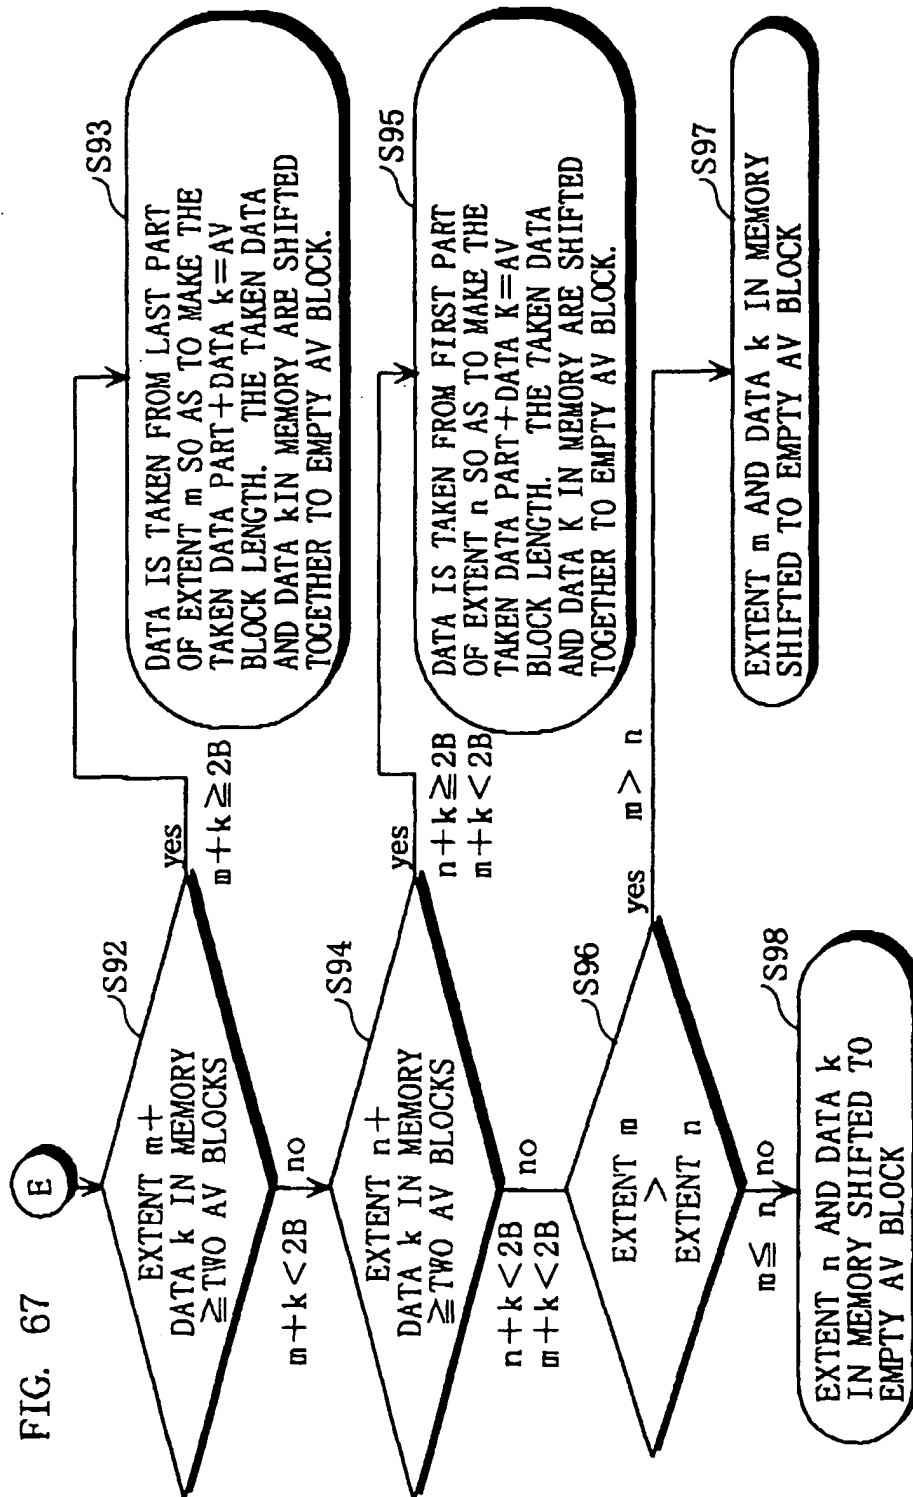 FIG. 67
E
EXTENT m+
DATA k IN MEMORY
≧TWO AV BLOCKS
S92
yes
m+k≧2B
S93
DATA IS TAKEN FROM LAST PART
OF EXTENT m SO AS TO MAKE THE
TAKEN DATA PART+DATA k=AV
BLOCK LENGTH. THE TAKEN DATA
AND DATA kIN MEMORY ARE SHIFTED
TOGETHER TO EMPTY AV BLOCK.
no
m+k<2B
EXTENT n+
DATA k IN MEMORY
≧TWO AV BLOCKS
S94
yes
n+k≧2B
m+k<2B
S95
DATA IS TAKEN FROM FIRST PART
OF EXTENT n SO AS TO MAKE THE
TAKEN DATA PART+DATA K=AV
BLOCK LENGTH. THE TAKEN DATA
AND DATA K IN MEMORY ARE SHIFTED
TOGETHER TO EMPTY AV BLOCK.
no
n+k<2B
m+k<2B
EXTENT m
>
EXTENT n
S96
yes m> n
S97
EXTENT m AND DATA k IN MEMORY
SHIFTED TO EMPTY AV BLOCK
no
m≦ n
S98
EXTENT n AND DATA k
IN MEMORY SHIFTED TO
EMPTY AV BLOCK